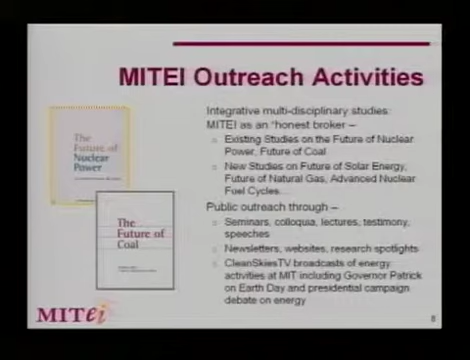 MITEI Outreach Activities
Integrative multi-disciplinary studies:
MITEI as an "honest broker –
Existing Studies on the Future of Nuclear
Power, Future of Coal
New Studies on Future of Solar Energy,
Future of Natural Gas, Advanced Nuclear
Fuel Cycles...
Public outreach through –
Seminars, colloquia, lectures, testimony,
speeches
Newsletters, websites, research spotlights
CleanSkiesTV broadcasts of energy
activities at MIT including Governor Patrick
on Earth Day and presidential campaign
debate on energy
The
Future of
Nuclear
Power
The
Future of
Coal
MITei
8